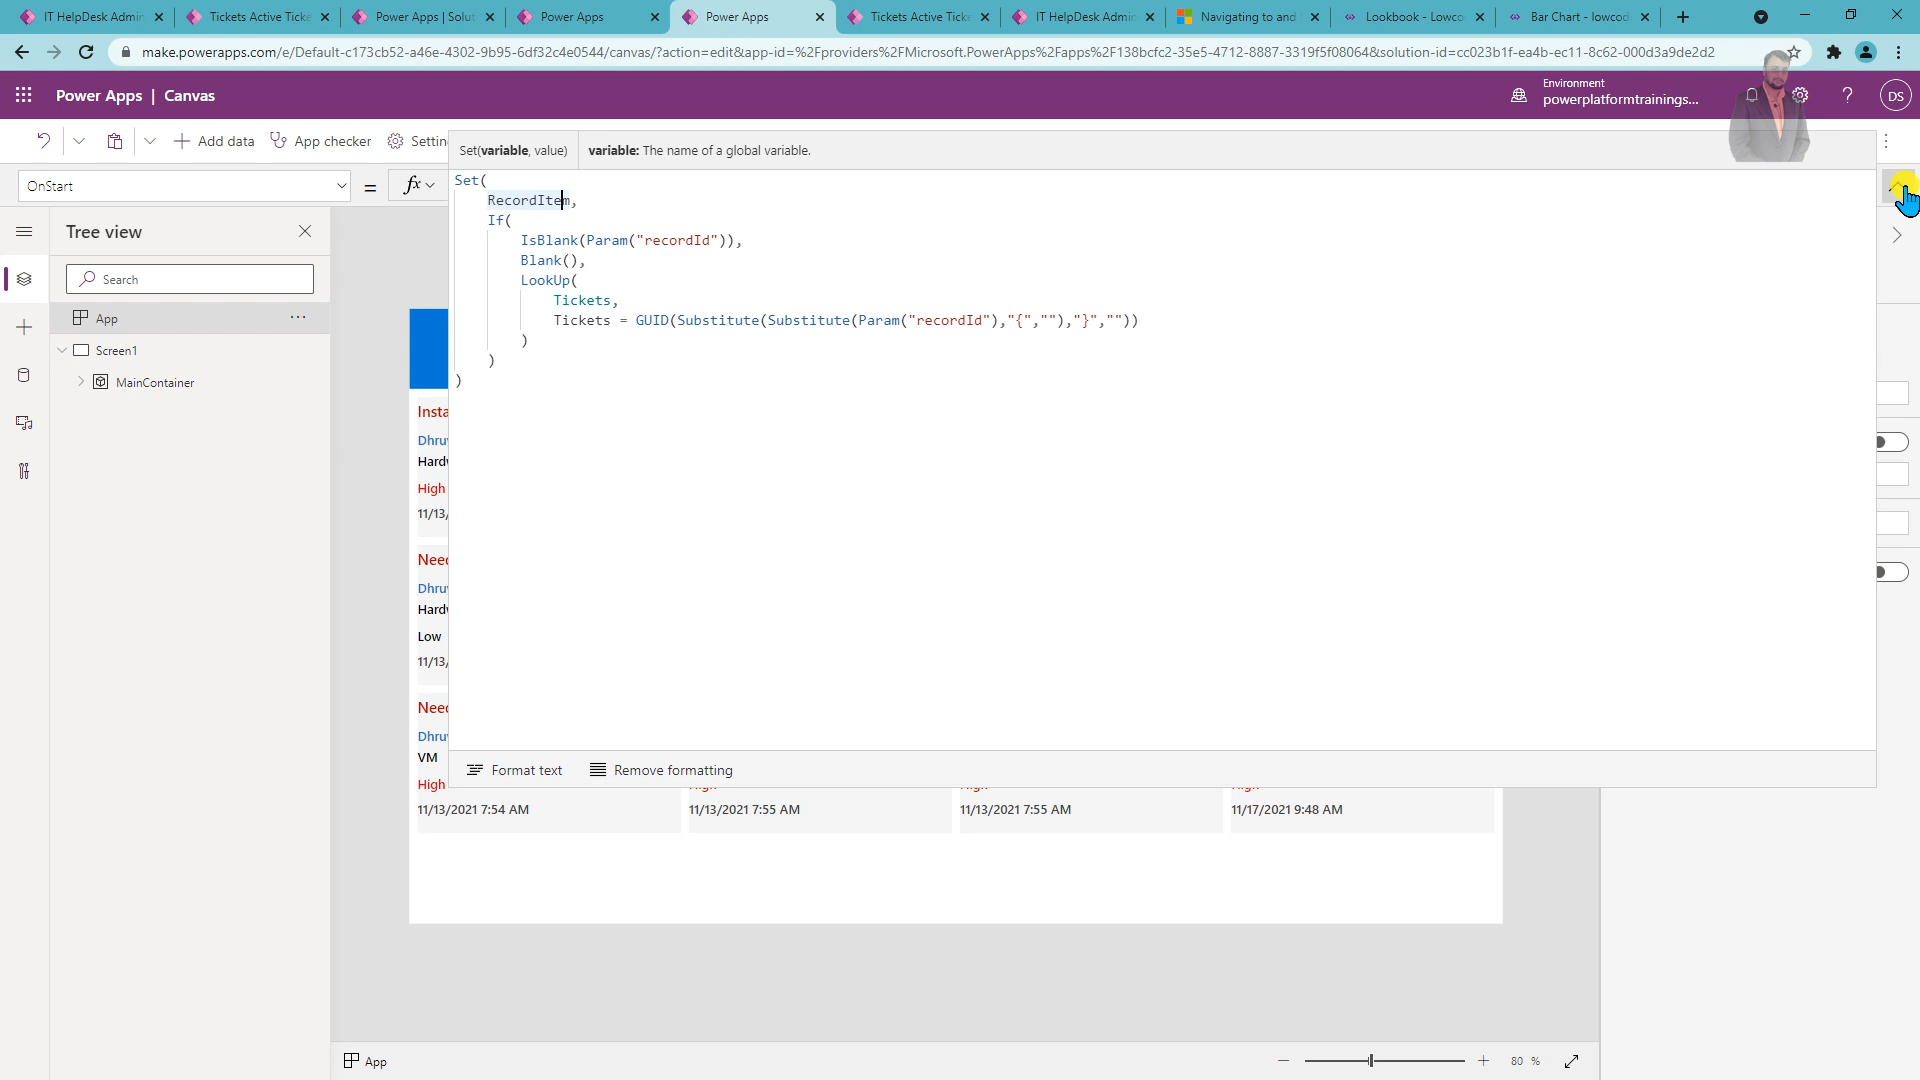 IT HelpDesk Admin
Tickets Active Ticke
Power Apps | Solut
Power Apps
Power Apps
Tickets Active Ticke
IT HelpDesk Admin
Navigating to and
Lookbook - Lowco
Bar Chart - lowcod
make.powerapps.com/e/Default-c173cb52-a46e-4302-9b95-6df32c4e0544/canvas/?action=edit&app-id=%2Fproviders%2FMicrosoft.PowerApps%2Fapps%2F138bcfc2-35e5-4712-8887-3319f5f08064&solution-id=cc023b1f-ea4b-ec11-8c62-000d3a9de2d2
Power Apps | Canvas
Environment
powerplatformtrainings...
?
DS
Add data
App checker
Settin
Set(variable, value)
variable: The name of a global variable.
OnStart
=
fx
Set(
RecordItem,
If(
IsBlank(Param("recordId")),
Blank(),
LookUp(
Tickets,
Tickets = GUID(Substitute(Substitute(Param("recordId"),"{",""),"}",""))
)
)
)
Tree view
Search
App
...
Screen1
MainContainer
Insta
Dhru
Hardw
High
11/13/
Need
Dhru
Hardw
Low
11/13/
Need
Dhru
VM
High
11/13/2021 7:54 AM
11/13/2021 7:55 AM
11/13/2021 7:55 AM
11/17/2021 9:48 AM
Format text
Remove formatting
App
80 %